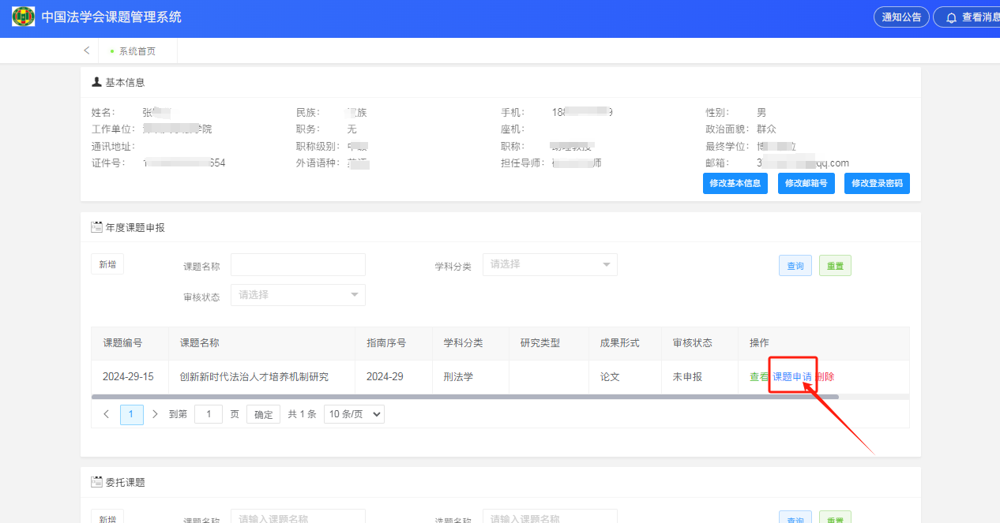 中国法学会课题管理系统 通知公告 查看消息
系统首页
基本信息
姓名： 张 民族： 族 手机： 18 9 性别： 男
工作单位： 学院 职务： 无 座机： 政治面貌： 群众
通讯地址： 职称级别： 职称： 最终学位：
证件号： 1 654 外语语种： 担任导师： 师 邮箱： 3 qq.com
修改基本信息 修改邮箱号 修改登录密码
年度课题申报
新增 课题名称 学科分类 请选择 查询 重置
审核状态 请选择
课题编号 课题名称 指南序号 学科分类 研究类型 成果形式 审核状态 操作
2024-29-15 创新新时代法治人才培养机制研究 2024-29 刑法学 论文 未申报 查看 课题申请 删除
1 到第 1 页 确定 共 1 条 10 条/页
委托课题
新增 课题名称 请输入课题名称 选题名称 请输入课题名称 查询 重置